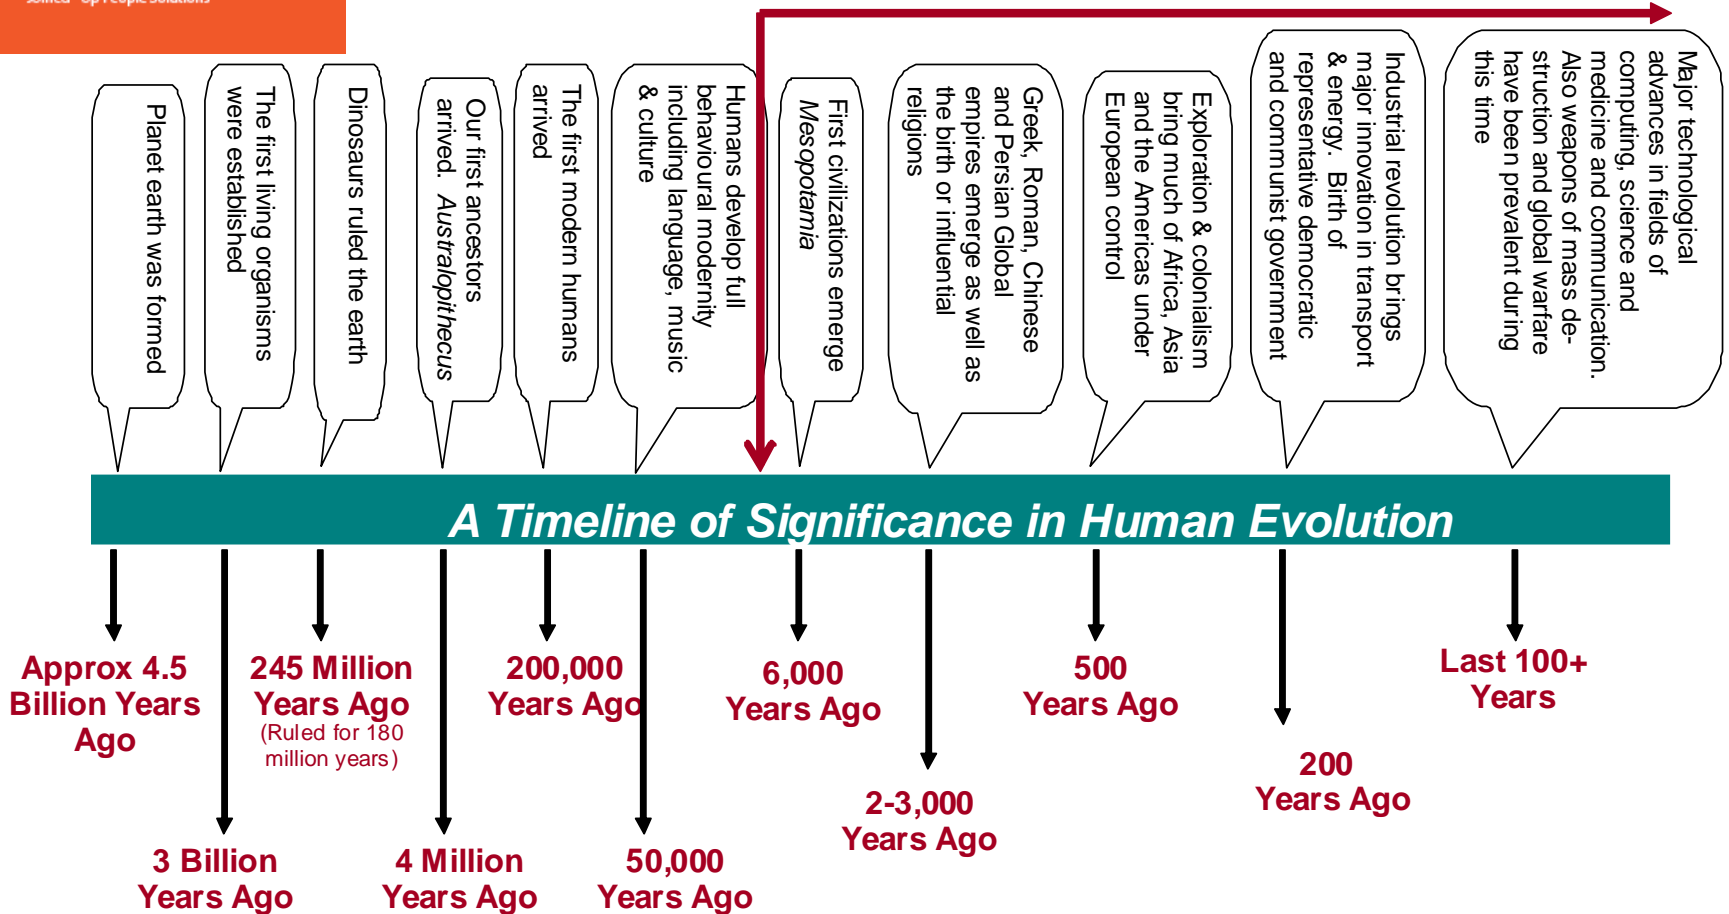 Joined - Up People Solutions
Planet earth was formed
The first living organisms
were established
Dinosaurs ruled the earth
Our first ancestors
arrived. Australopithecus
The first modern humans
arrived
Humans develop full
behavioural modernity
including language, music
& culture
First civilizations emerge
Mesopotamia
Greek, Roman, Chinese
and Persian Global
empires emerge as well as
the birth or influential
religions
Exploration & colonialism
bring much of Africa, Asia
and the Americas under
European control
Industrial revolution brings
major innovation in transport
& energy. Birth of
representative democratic
and communist government
Major technological
advances in fields of
computing, science and
medicine and communication.
Also weapons of mass de-
struction and global warfare
have been prevalent during
this time
A Timeline of Significance in Human Evolution
Approx 4.5
Billion Years
Ago
3 Billion
Years Ago
245 Million
Years Ago
(Ruled for 180
million years)
4 Million
Years Ago
200,000
Years Ago
50,000
Years Ago
6,000
Years Ago
2-3,000
Years Ago
500
Years Ago
200
Years Ago
Last 100+
Years